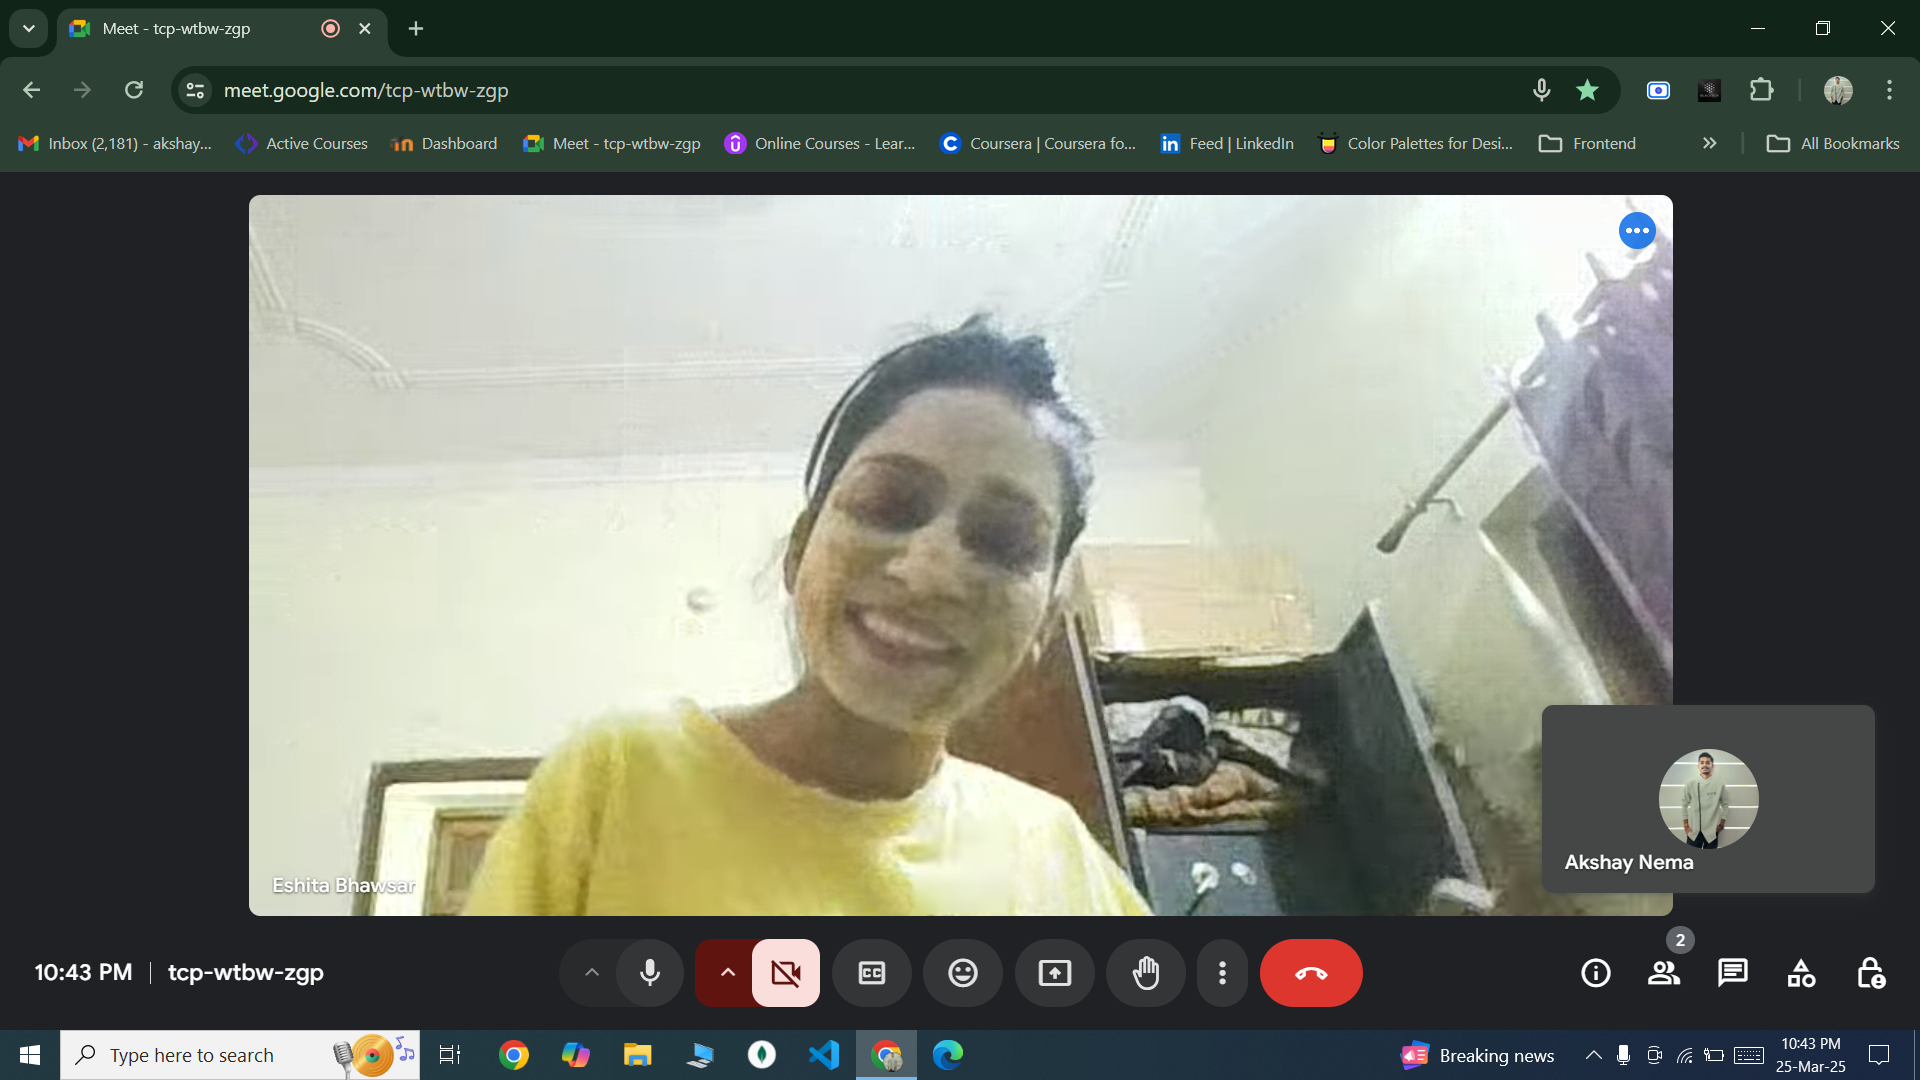 Meet - tcp-wtbw-zgp
meet.google.com/tcp-wtbw-zgp
Inbox (2,181) - akshay...
Active Courses
Dashboard
Meet - tcp-wtbw-zgp
Online Courses - Lear...
Coursera | Coursera fo...
Feed | LinkedIn
Color Palettes for Desi...
Frontend
All Bookmarks
Akshay Nema
Eshita Bhawsar
10:43 PM | tcp-wtbw-zgp
CC
2
Type here to search
Breaking news
10:43 PM
25-Mar-25